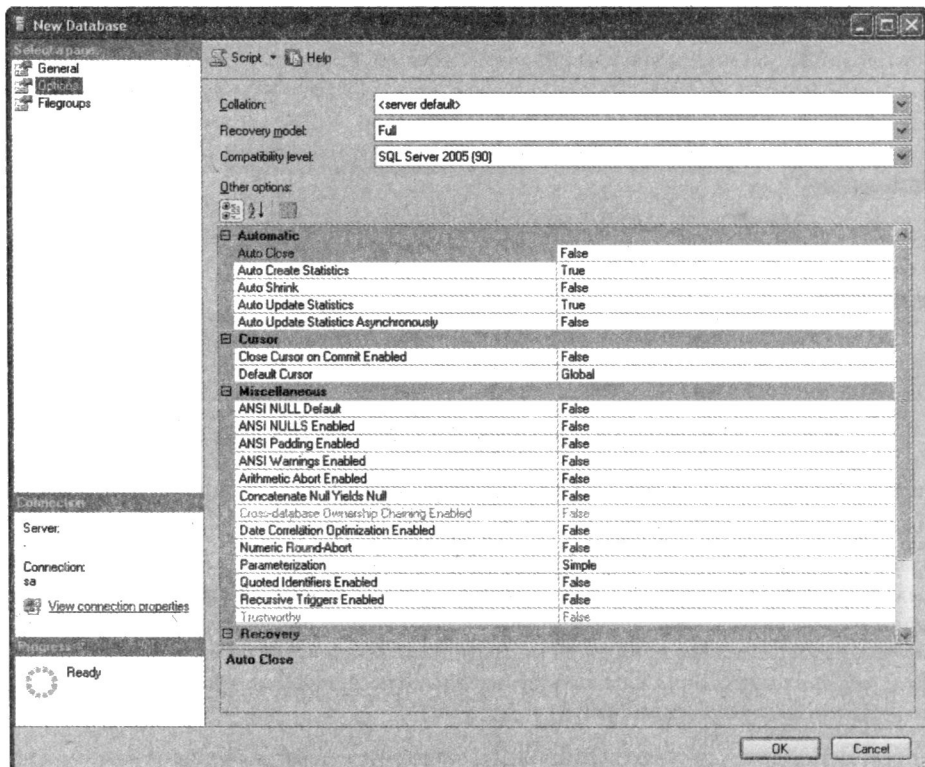 New Database
Select a page
General
Options
Filegroups
Script
Help
Collation:
<server default>
Recovery model:
Full
Compatibility level:
SQL Server 2005 (90)
Other options:
Automatic
Auto Close False
Auto Create Statistics True
Auto Shrink False
Auto Update Statistics True
Auto Update Statistics Asynchronously False
Cursor
Close Cursor on Commit Enabled False
Default Cursor Global
Miscellaneous
ANSI NULL Default False
ANSI NULLS Enabled False
ANSI Padding Enabled False
ANSI Warnings Enabled False
Arithmetic Abort Enabled False
Concatenate Null Yields Null False
Cross-database Ownership Chaining Enabled False
Date Correlation Optimization Enabled False
Numeric Round-Abort False
Parameterization Simple
Quoted Identifiers Enabled False
Recursive Triggers Enabled False
Trustworthy False
Recovery
Auto Close
Connection
Server:
.
Connection:
sa
View connection properties
Progress
Ready
OK
Cancel